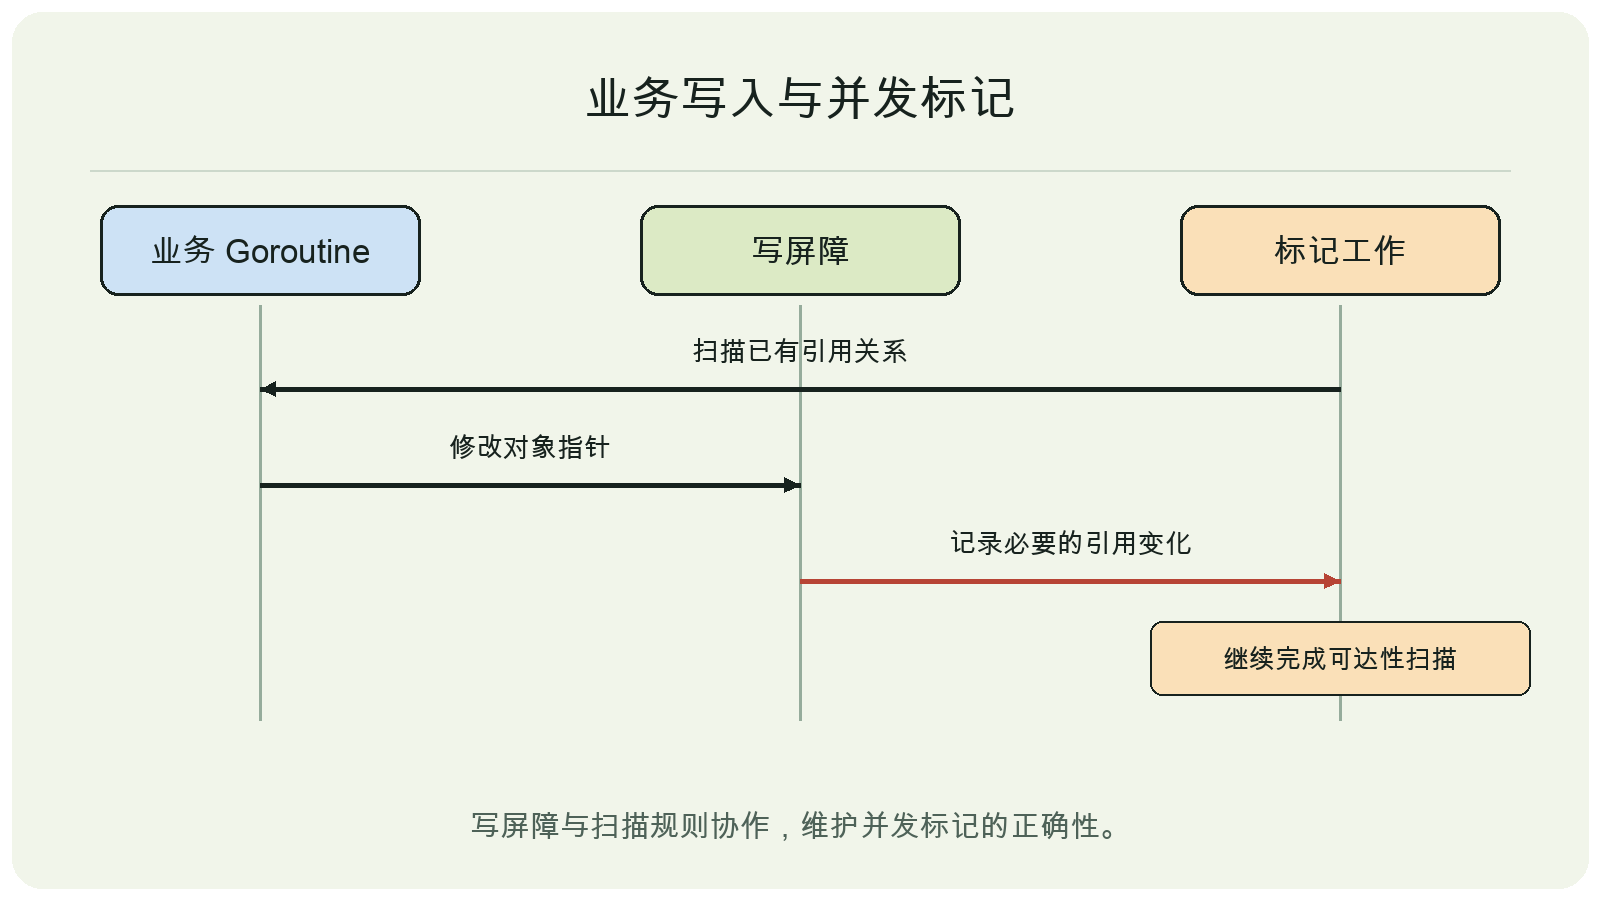 业务写入与并发标记
业务 Goroutine
写屏障
标记工作
扫描已有引用关系
修改对象指针
记录必要的引用变化
继续完成可达性扫描
写屏障与扫描规则协作，维护并发标记的正确性。